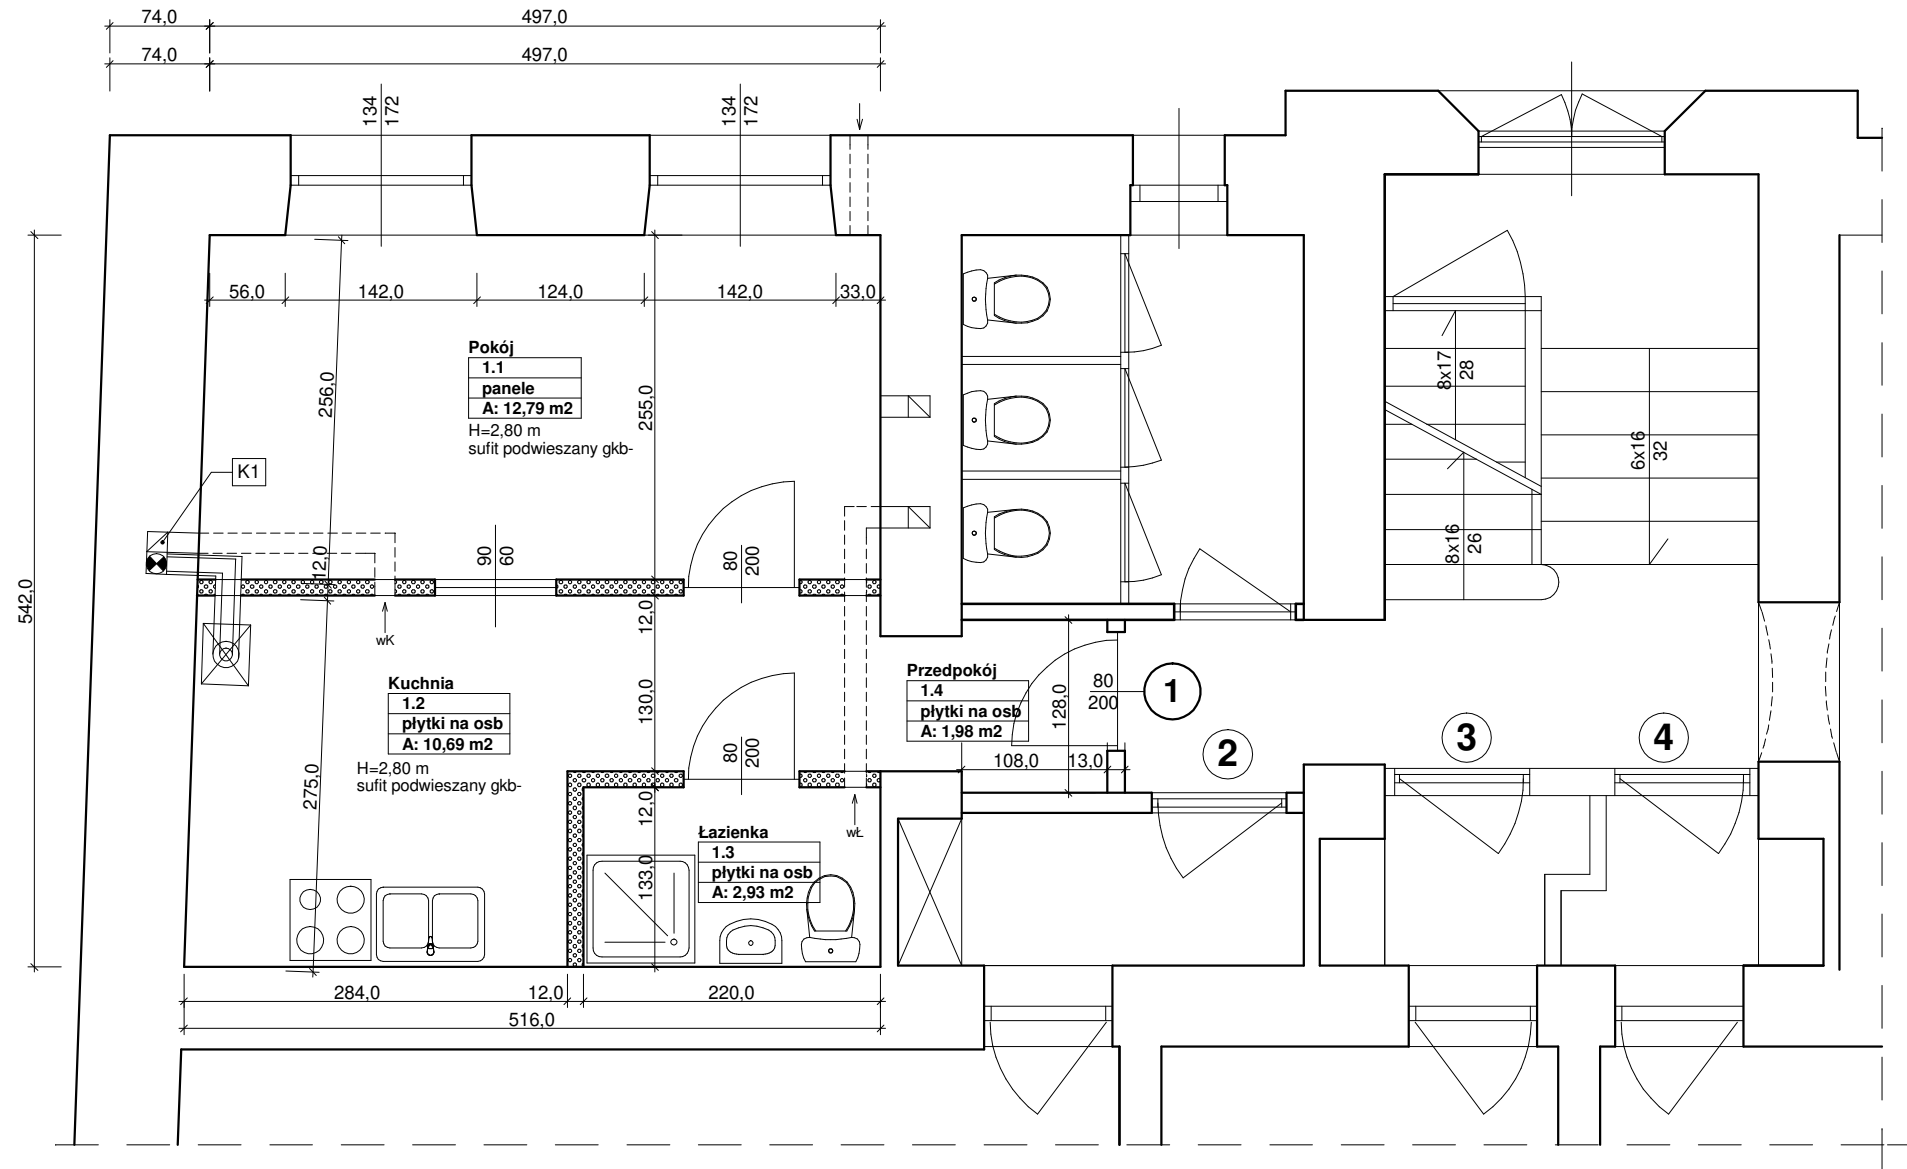 74,0
497,0
74,0
497,0
134
172
134
172
56,0
142,0
124,0
142,0
33,0
Pokój
1.1
panele
A: 12,79 m2
H=2,80 m
sufit podwieszany gkb-
256,0
255,0
K1
8x17
28
6x16
32
8x16
26
12,0
90
60
80
200
542,0
wK
12,0
Kuchnia
1.2
płytki na osb
A: 10,69 m2
H=2,80 m
sufit podwieszany gkb-
275,0
130,0
80
200
Przedpokój
1.4
płytki na osb
A: 1,98 m2
128,0
80
200
1
2
3
4
108,0
13,0
12,0
wŁ
Łazienka
1.3
płytki na osb
A: 2,93 m2
133,0
284,0
12,0
220,0
516,0